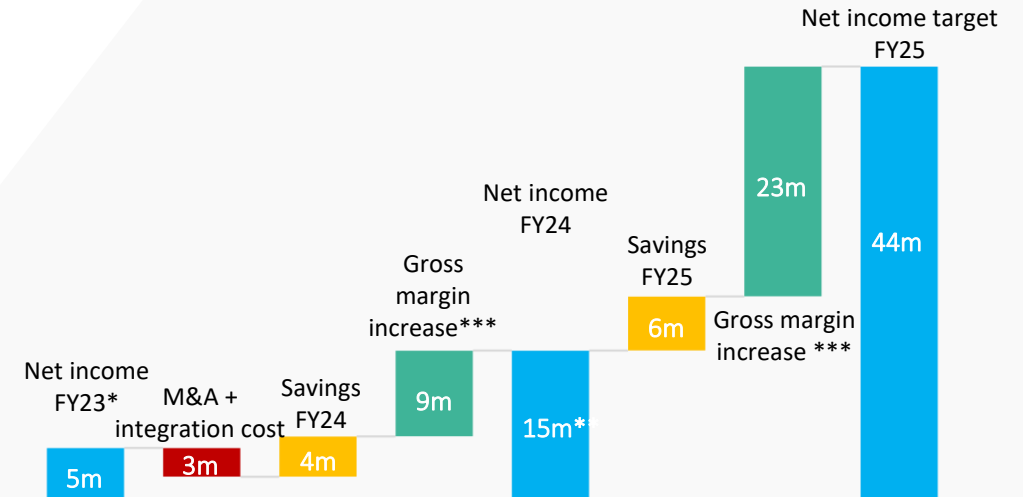 Net income target
FY25
23m
Net income
FY24
44m
Savings
FY25
Gross
margin
increase***
6m
Gross margin
increase ***
Net income
FY23*
M&A +
integration cost
Savings
FY24
9m
15m**
3m
4m
5m